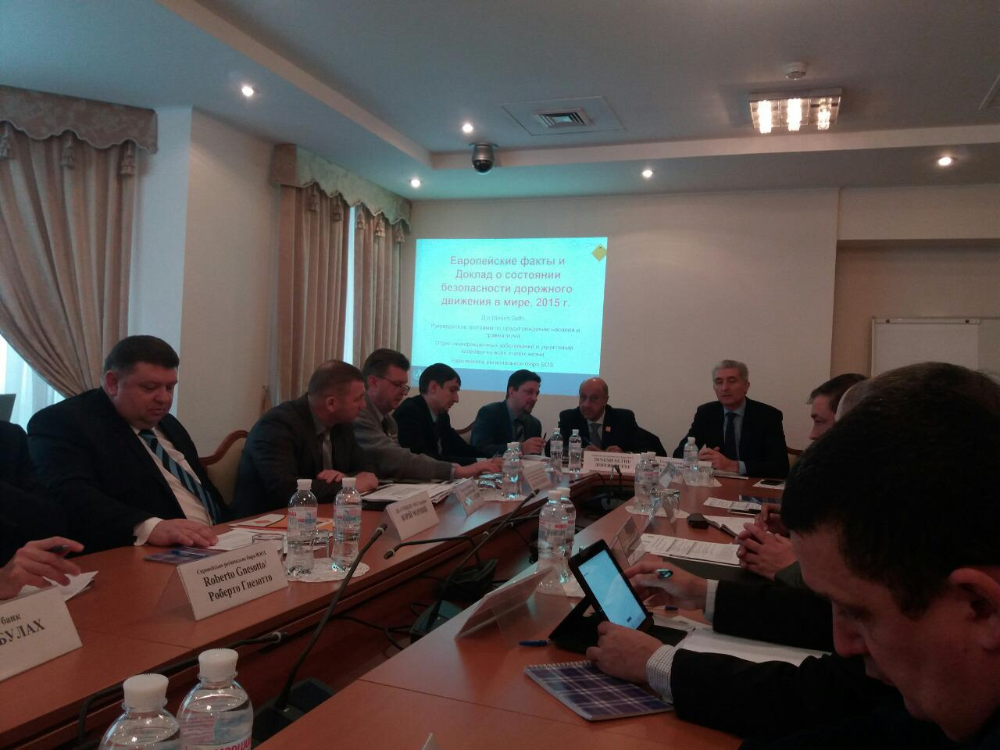 Европейские факты и
Доклад о состоянии
безопасности дорожного
движения в мире, 2015 г.
Д-р Dinesh Sethi,
Руководитель программ по предупреждению насилия и
травматизма
Отдел неинфекционных заболеваний и укрепления
здоровья на всех этапах жизни
Европейское региональное бюро ВОЗ
DINESH SETHI/
ЮРІЙ ЧОРНИЙ
Європейське регіональне бюро ВООЗ
Roberto Gnesotto/
Роберто Гнезотто
банк
БУЛАХ